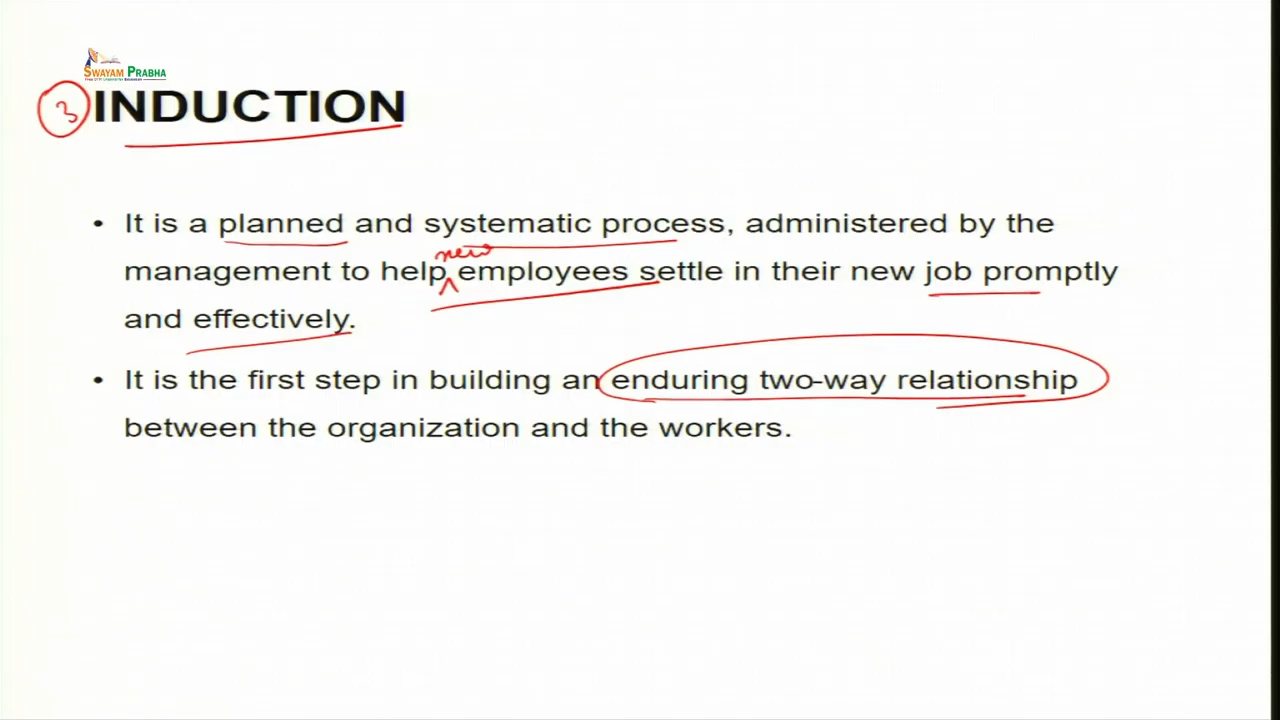 SWAYAM PRABHA
3 INDUCTION
• It is a planned and systematic process, administered by the
new
management to help employees settle in their new job promptly
and effectively.
• It is the first step in building an enduring two-way relationship
between the organization and the workers.